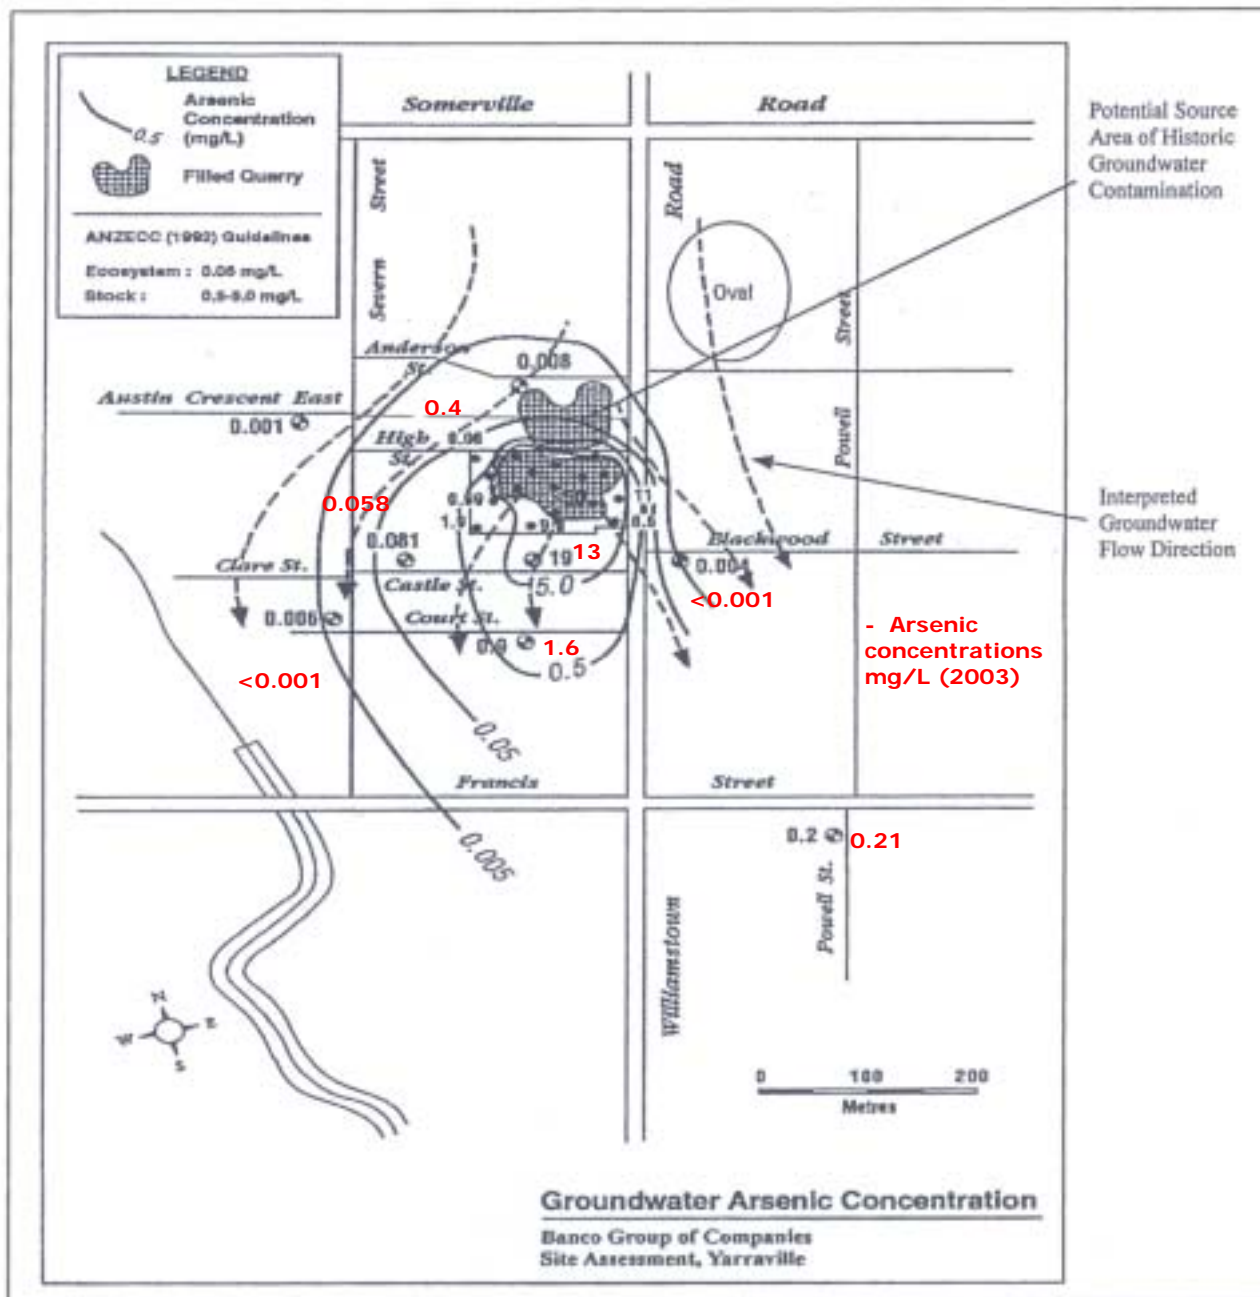 LEGEND
Arsenic
Concentration
(mg/L)
0.5
Filled Quarry
ANZECC (1992) Guidelines
Ecosystem : 0.05 mg/L
Stock : 0.5-5.0 mg/L
Somerville Road
Potential Source
Area of Historic
Groundwater
Contamination
Severn Street
Road
Oval
Powell Street
Anderson
St.
0.008
Austin Crescent East
0.4
0.001
High
St.
0.058
11
0.081
19
13
Blackwood Street
0.004
Interpreted
Groundwater
Flow Direction
Clare St.
Castle St.
5.0
<0.001
0.005
Court St.
0.9
1.6
0.5
- Arsenic
concentrations
mg/L (2003)
<0.001
0.05
Francis Street
0.005
0.2
0.21
Powell St.
Williamstown
N
W E
S
0 100 200
Metres
Groundwater Arsenic Concentration
Banco Group of Companies
Site Assessment, Yarraville